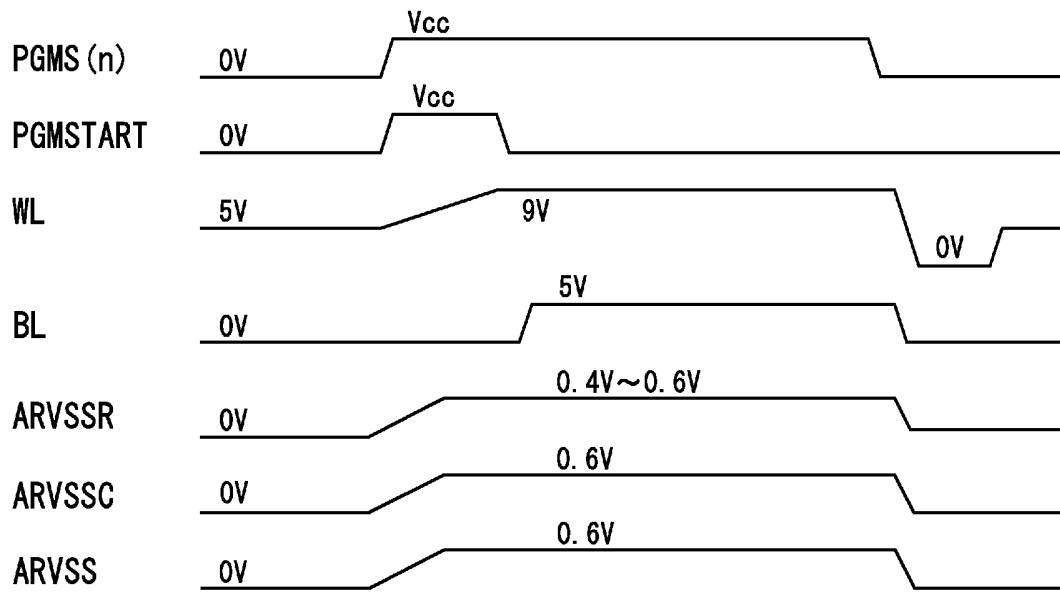 Vcc
PGMS(n) 0V
Vcc
PGMSTART 0V
WL 5V 9V 0V
5V
BL 0V
0.4V～0.6V
ARVSSR 0V
0.6V
ARVSSC 0V
0.6V
ARVSS 0V